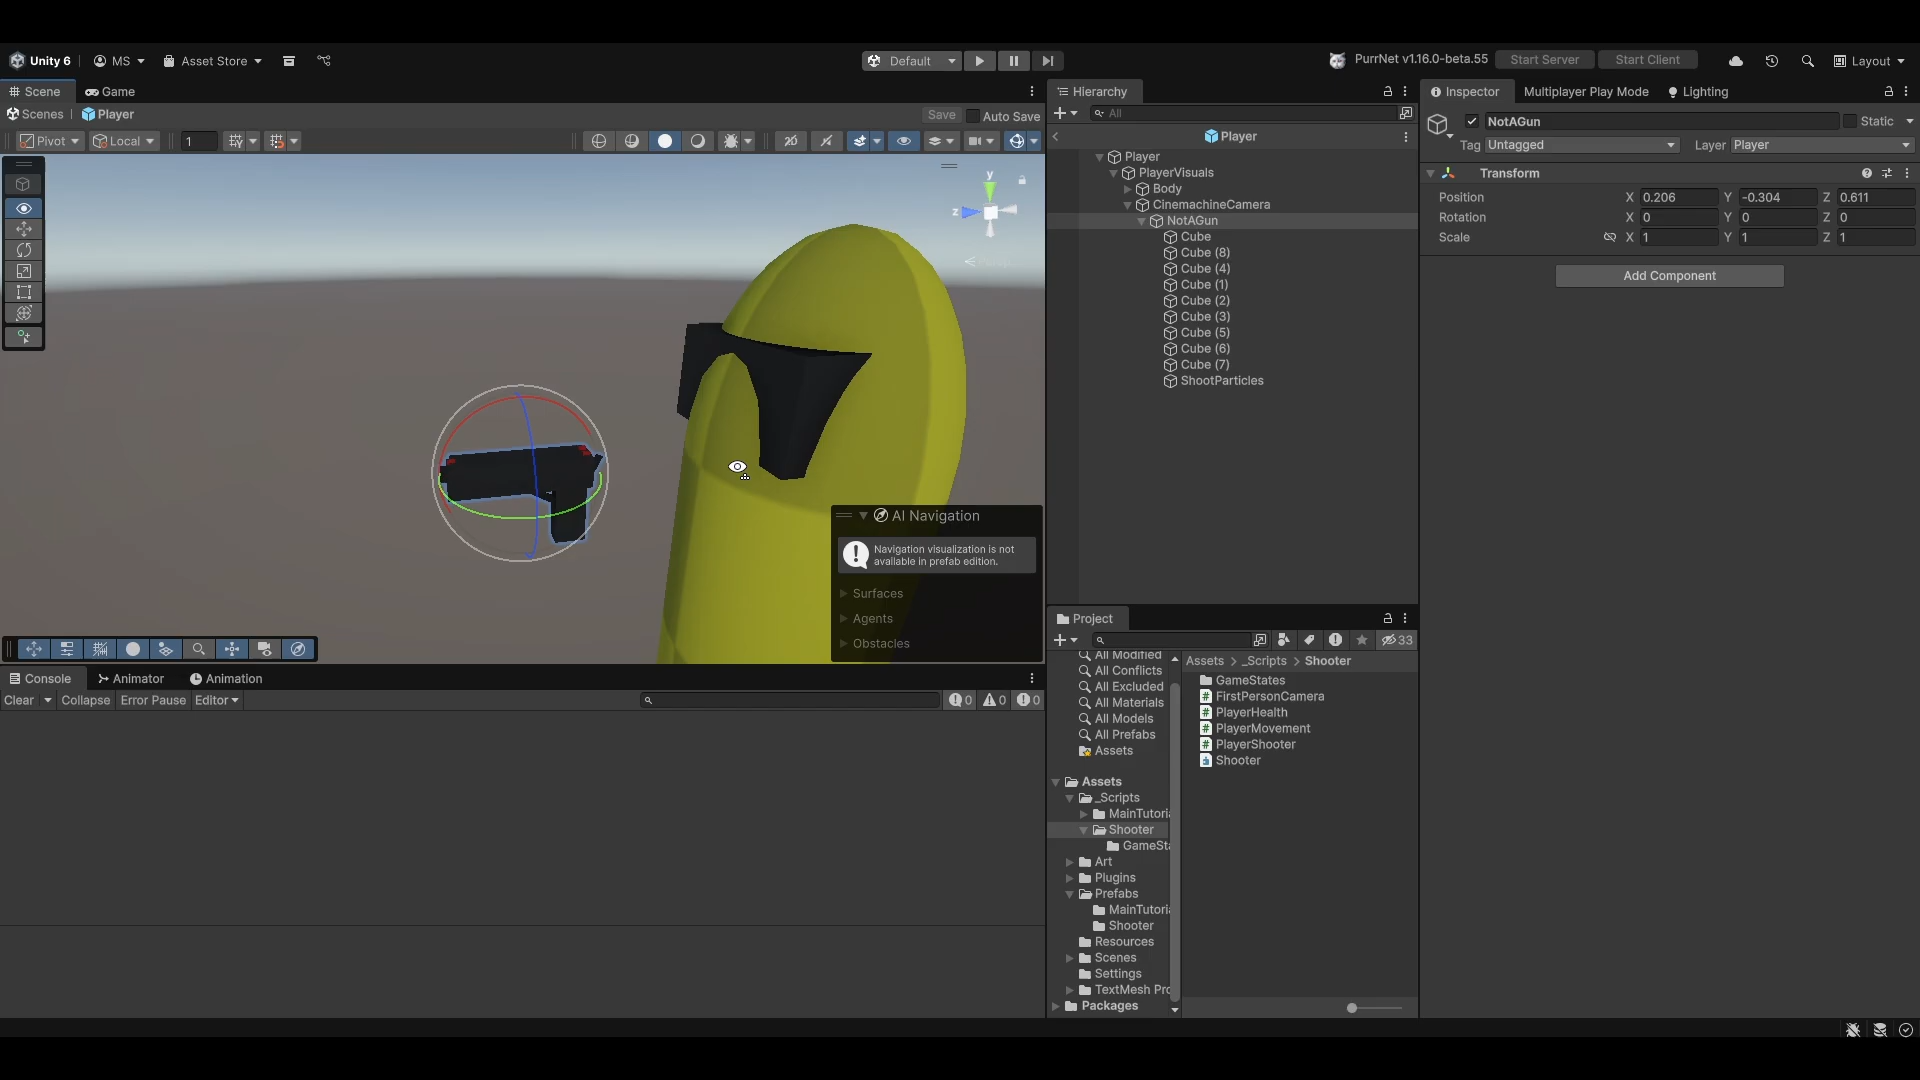 Unity 6
MS
Asset Store
Default
PurrNet v1.16.0-beta.55
Start Server
Start Client
Layout
Scene
Game
Scenes
Player
Save
Auto Save
Pivot
Local
1
2D
y
z
AI Navigation
Navigation visualization is not
available in prefab edition.
Surfaces
Agents
Obstacles
Hierarchy
All
Player
Player
PlayerVisuals
Body
CinemachineCamera
NotAGun
Cube
Cube (8)
Cube (4)
Cube (1)
Cube (2)
Cube (3)
Cube (5)
Cube (6)
Cube (7)
ShootParticles
Inspector
Multiplayer Play Mode
Lighting
NotAGun
Static
Tag Untagged
Layer Player
Transform
Position X 0.206 Y -0.304 Z 0.611
Rotation X 0 Y 0 Z 0
Scale X 1 Y 1 Z 1
Add Component
Console
Animator
Animation
Clear
Collapse
Error Pause
Editor
0
0
0
Project
33
All Modified
All Conflicts
All Excluded
All Materials
All Models
All Prefabs
Assets
Assets
_Scripts
MainTutoria
Shooter
GameSta
Art
Plugins
Prefabs
MainTutoria
Shooter
Resources
Scenes
Settings
TextMesh Pro
Packages
Assets > _Scripts > Shooter
GameStates
FirstPersonCamera
PlayerHealth
PlayerMovement
PlayerShooter
Shooter